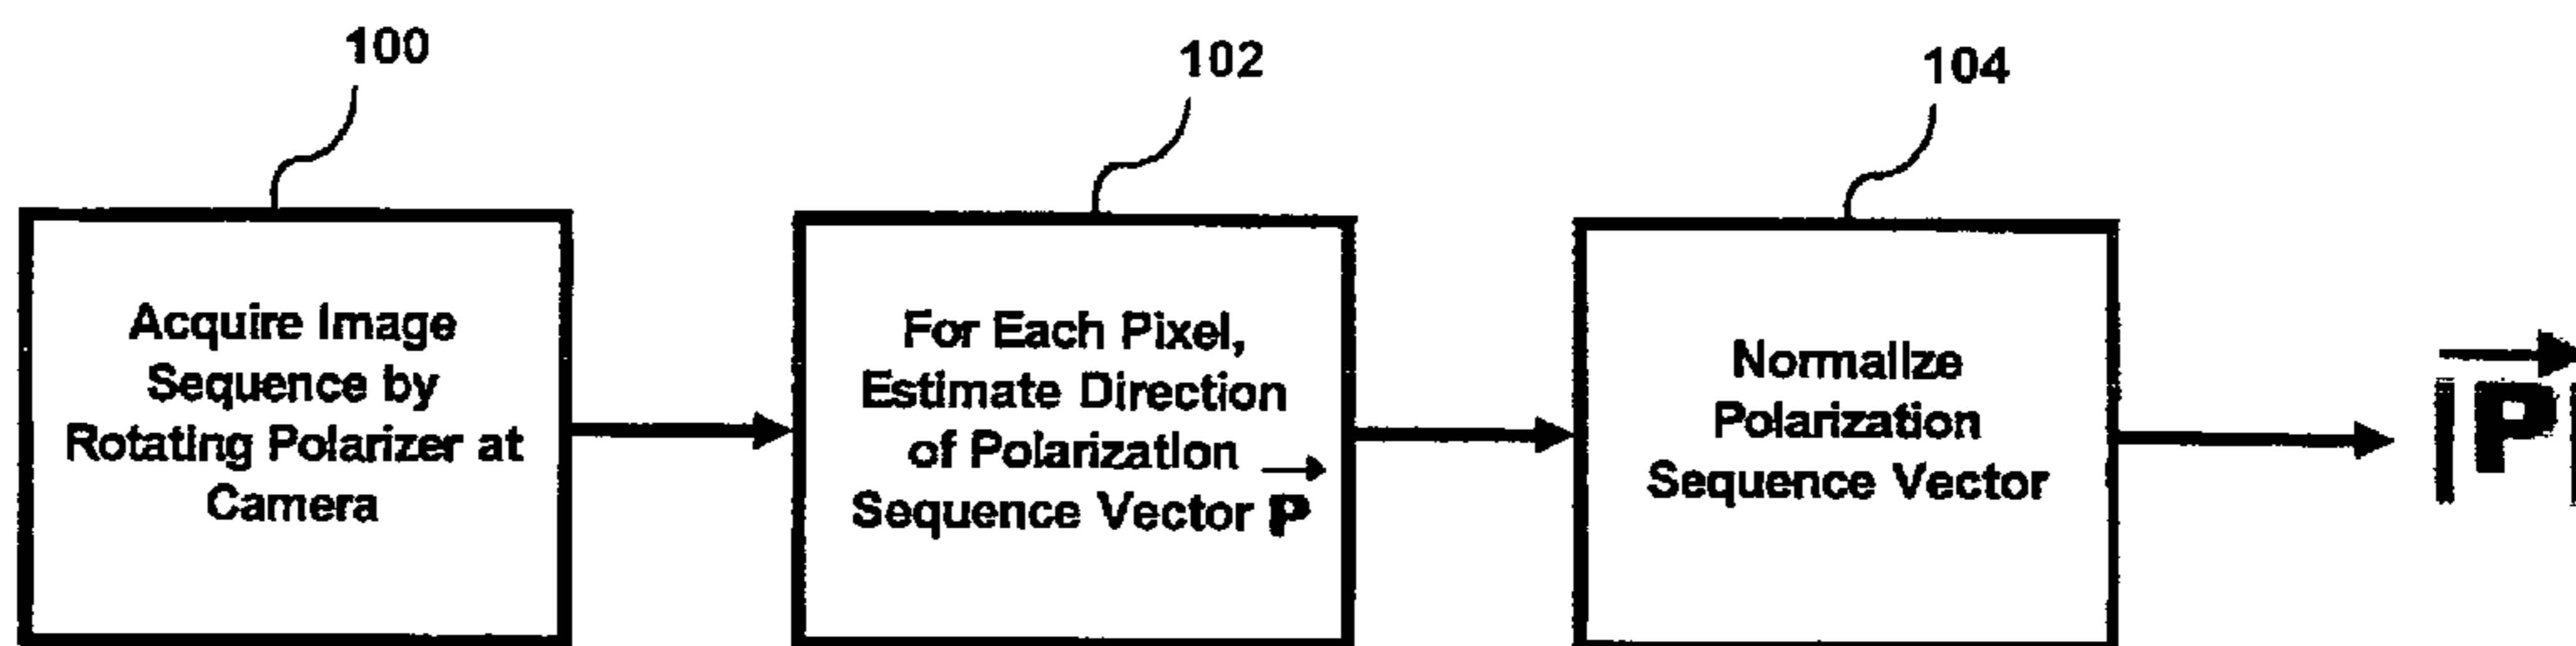 100
102
104
Acquire Image
Sequence by
Rotating Polarizer at
Camera
For Each Pixel,
Estimate Direction
of Polarization
Sequence Vector P
Normalize
Polarization
Sequence Vector
|P|